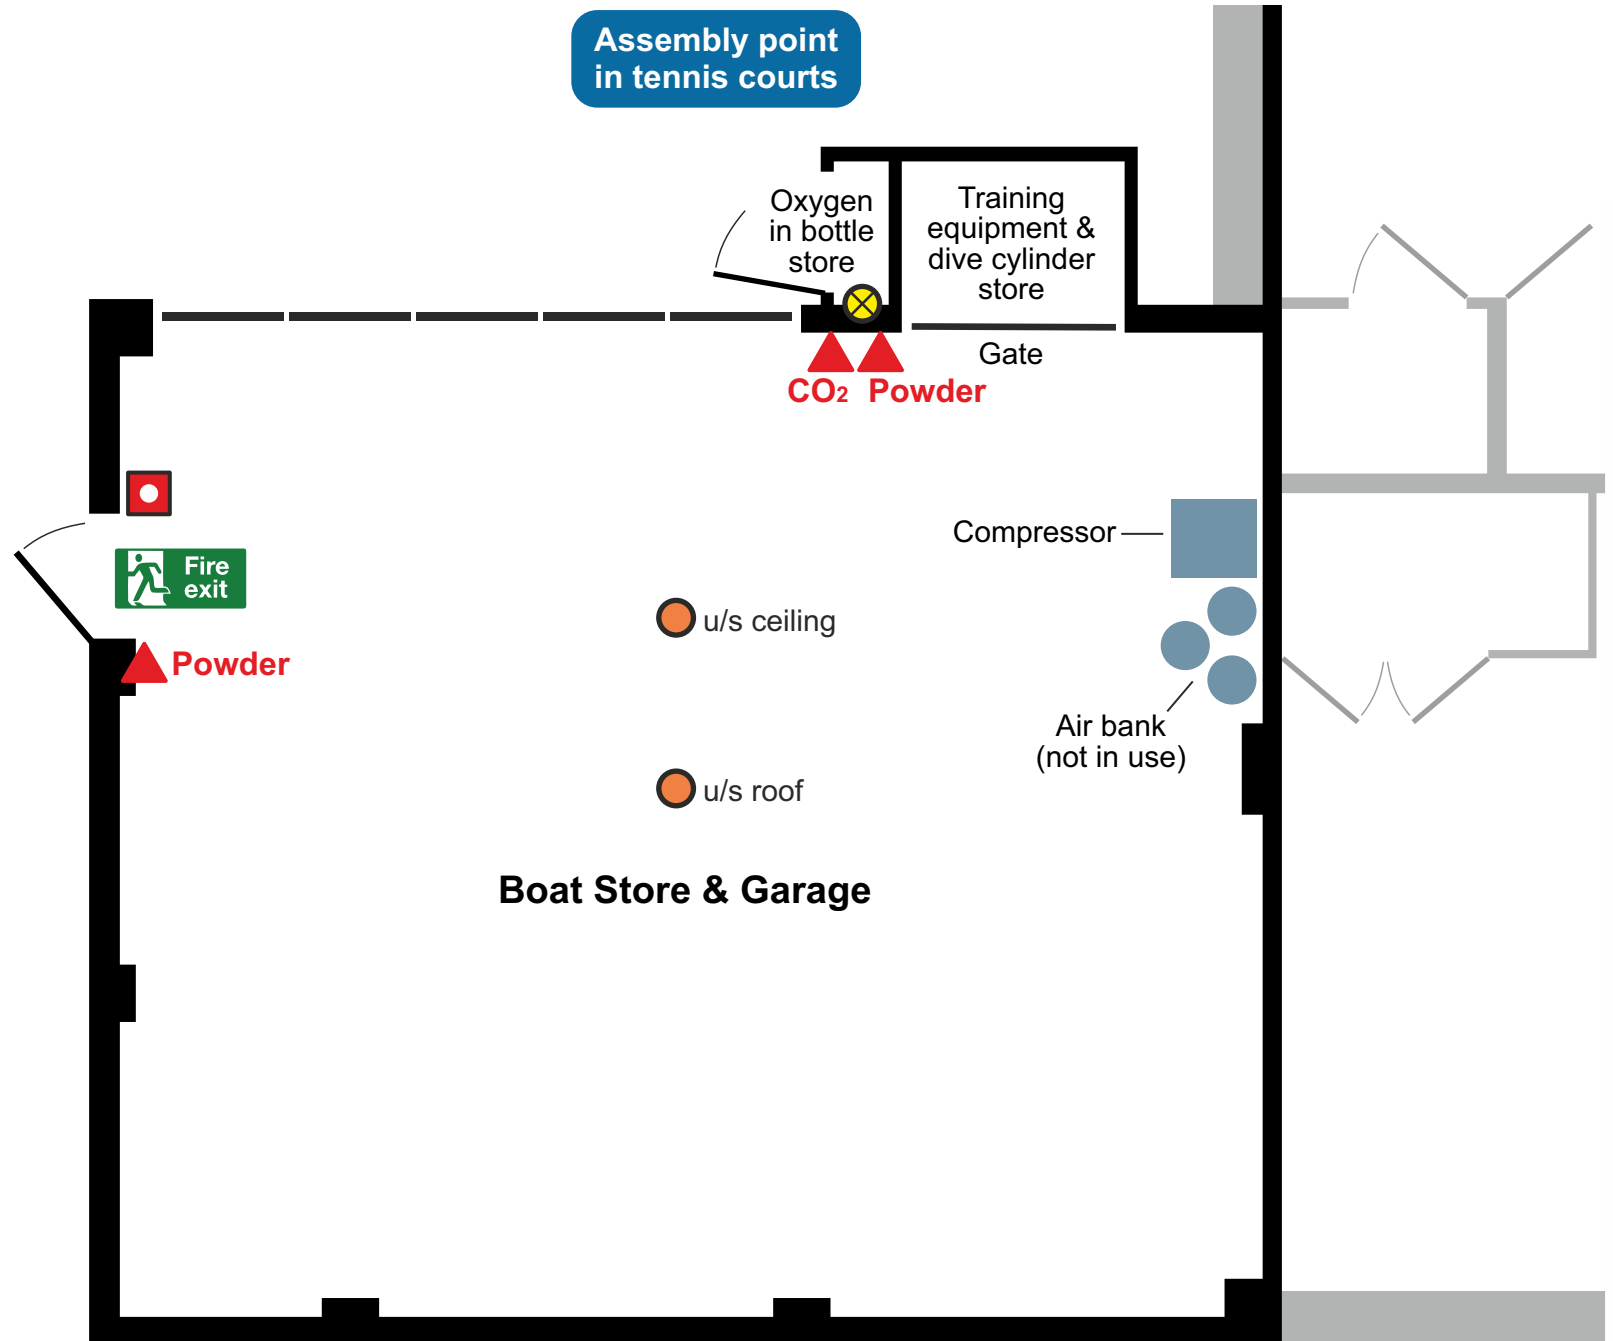 Assembly point
in tennis courts
Oxygen
in bottle
store
Training
equipment &
dive cylinder
store
Gate
CO₂ Powder
Compressor
Fire
exit
u/s ceiling
Powder
Air bank
(not in use)
u/s roof
Boat Store & Garage